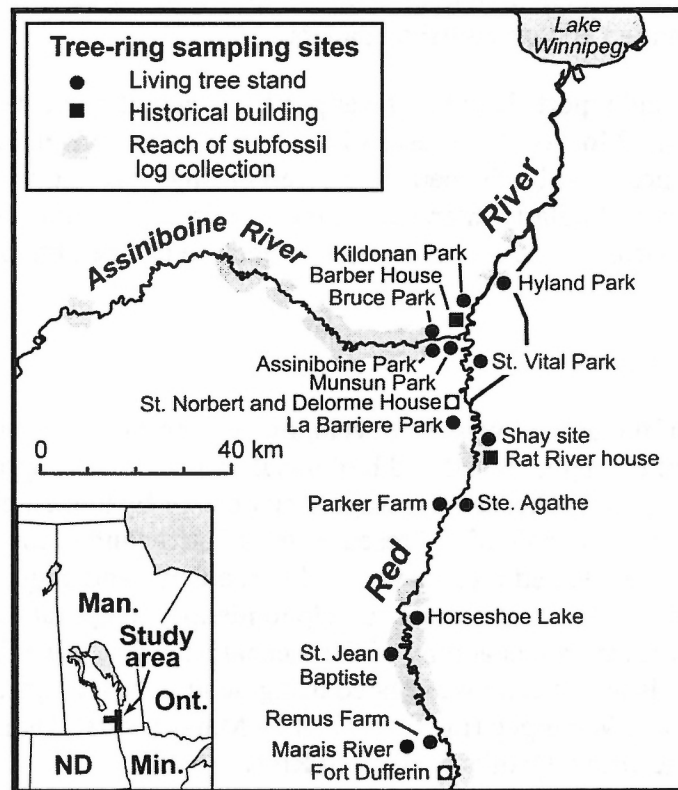 Tree-ring sampling sites
Living tree stand
Historical building
Reach of subfossil
log collection
Lake
Winnipeg
Assiniboine River
River
Kildonan Park
Barber House
Bruce Park
Hyland Park
Assiniboine Park
Munsun Park
St. Vital Park
St. Norbert and Delorme House
La Barriere Park
0 40 km
Shay site
Rat River house
Parker Farm
Ste. Agathe
Red
Horseshoe Lake
St. Jean
Baptiste
Remus Farm
Marais River
Fort Dufferin
Man.
Study
area
Ont.
ND
Min.